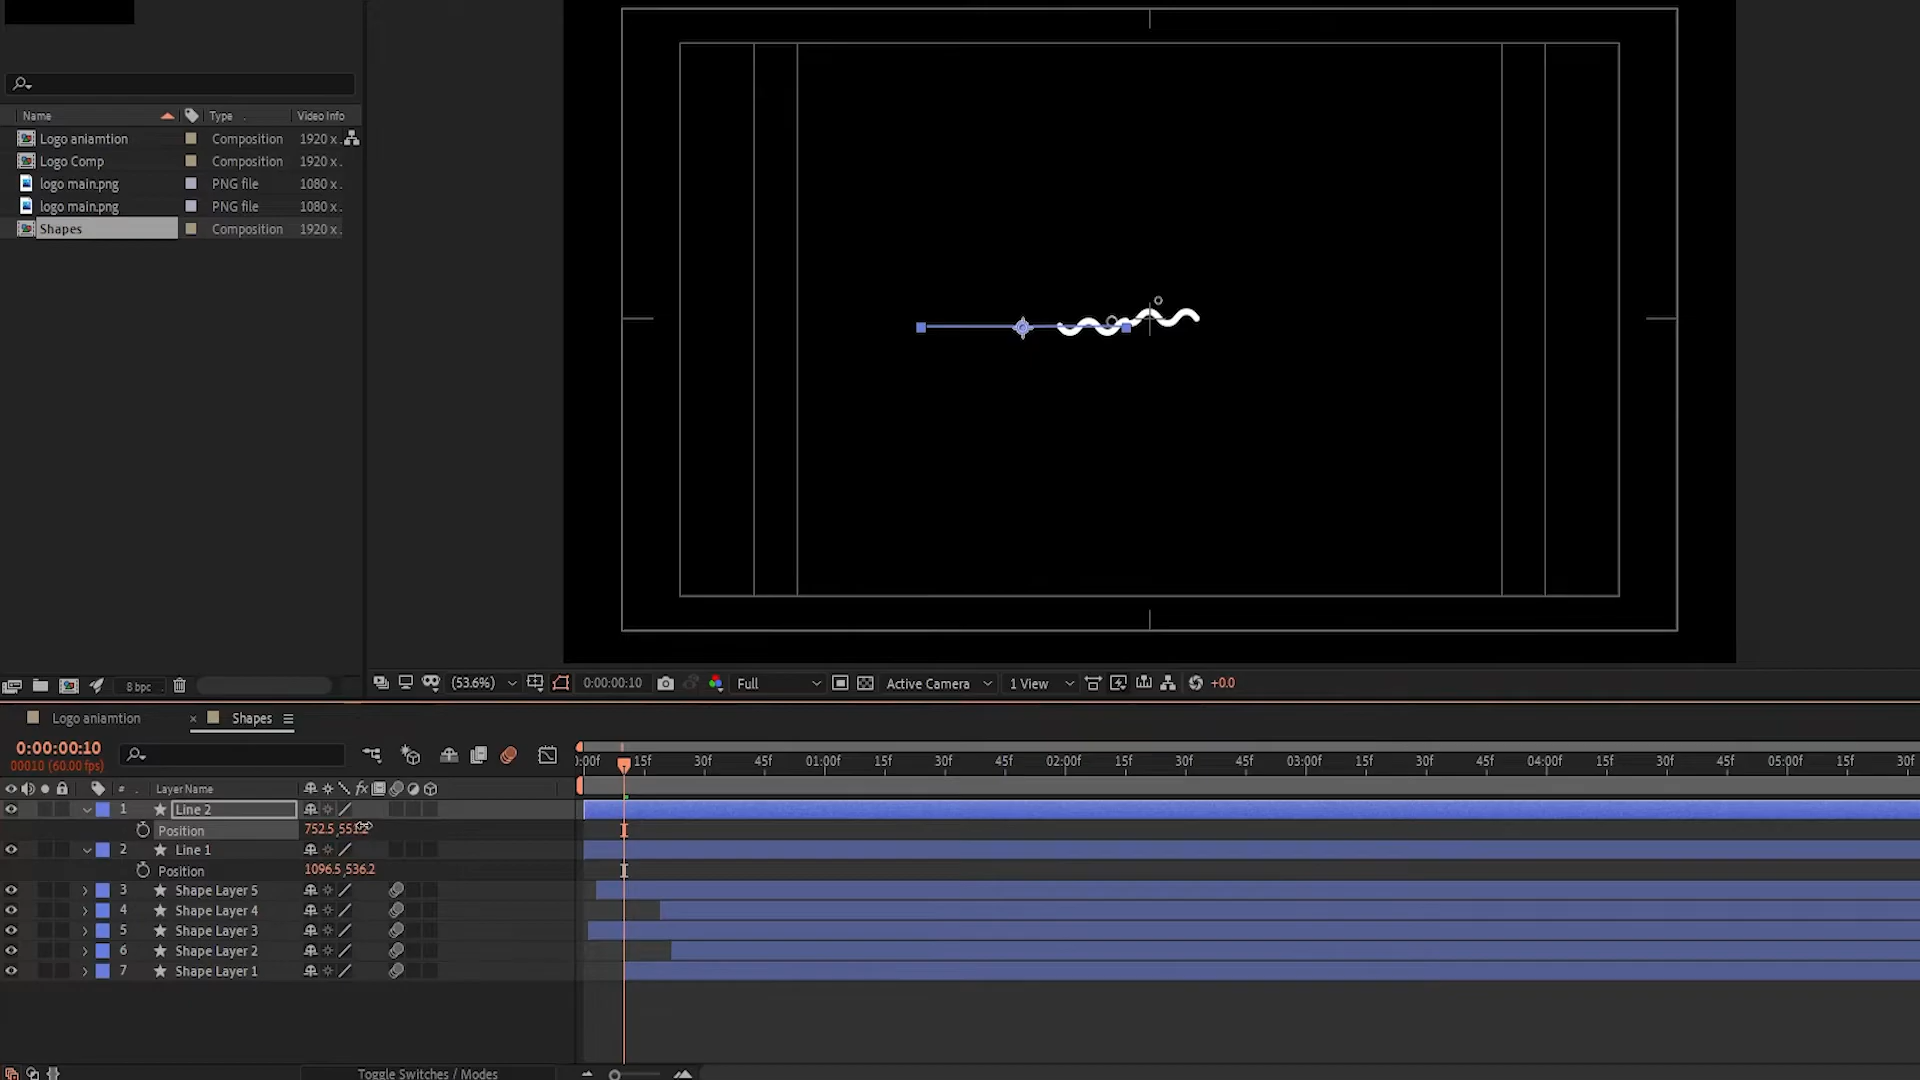 Name Type Video Info
Logo aniamtion Composition 1920 x.
Logo Comp Composition 1920 x.
logo main.png PNG file 1080 x.
logo main.png PNG file 1080 x.
Shapes Composition 1920 x.
8 bpc
(53.6%) 0:00:00:10 Full Active Camera 1 View +0.0
Logo aniamtion × Shapes
0:00:00:10
00010 (60.00 fps)
):00f 15f 30f 45f 01:00f 15f 30f 45f 02:00f 15f 30f 45f 03:00f 15f 30f 45f 04:00f 15f 30f 45f 05:00f 15f 30f
# Layer Name fx
1 Line 2
Position 752.5,551.2
2 Line 1
Position 1096.5,536.2
3 Shape Layer 5
4 Shape Layer 4
5 Shape Layer 3
6 Shape Layer 2
7 Shape Layer 1
Toggle Switches / Modes